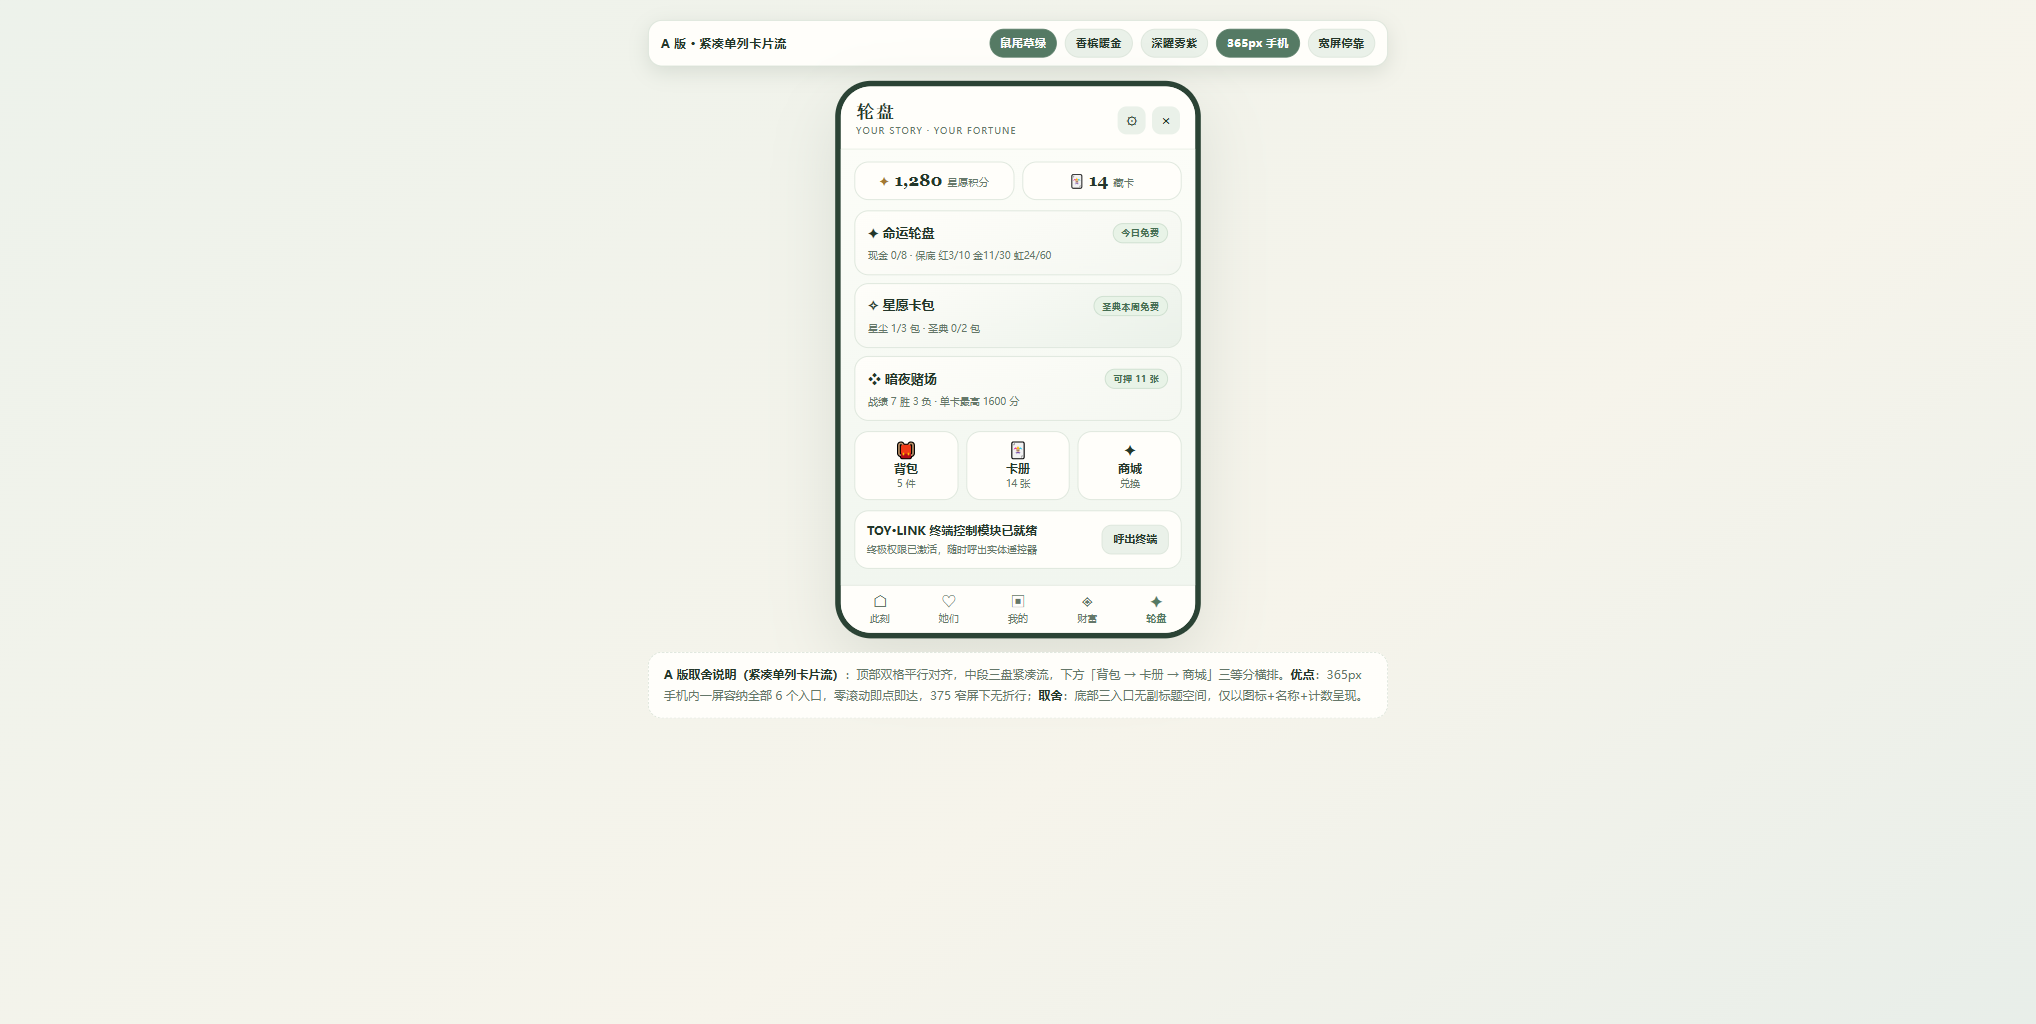 A 版 • 紧凑单列卡片流
鼠尾草绿
香槟暖金
深曜雾紫
365px 手机
宽屏停靠
轮盘
YOUR STORY · YOUR FORTUNE
1,280 星愿积分
14 藏卡
命运轮盘
今日免费
现金 0/8 · 保底 红3/10 金11/30 虹24/60
星愿卡包
圣典本周免费
星尘 1/3 包 · 圣典 0/2 包
暗夜赌场
可押 11 张
战绩 7 胜 3 负 · 单卡最高 1600 分
背包
5 件
卡册
14 张
商城
兑换
TOY•LINK 终端控制模块已就绪
终极权限已激活，随时呼出实体遥控器
呼出终端
此刻
她们
我的
财富
轮盘
A 版取舍说明（紧凑单列卡片流）：顶部双格平行对齐，中段三盘紧凑流，下方「背包 → 卡册 → 商城」三等分横排。优点：365px
手机内一屏容纳全部 6 个入口，零滚动即点即达，375 窄屏下无折行；取舍：底部三入口无副标题空间，仅以图标+名称+计数呈现。